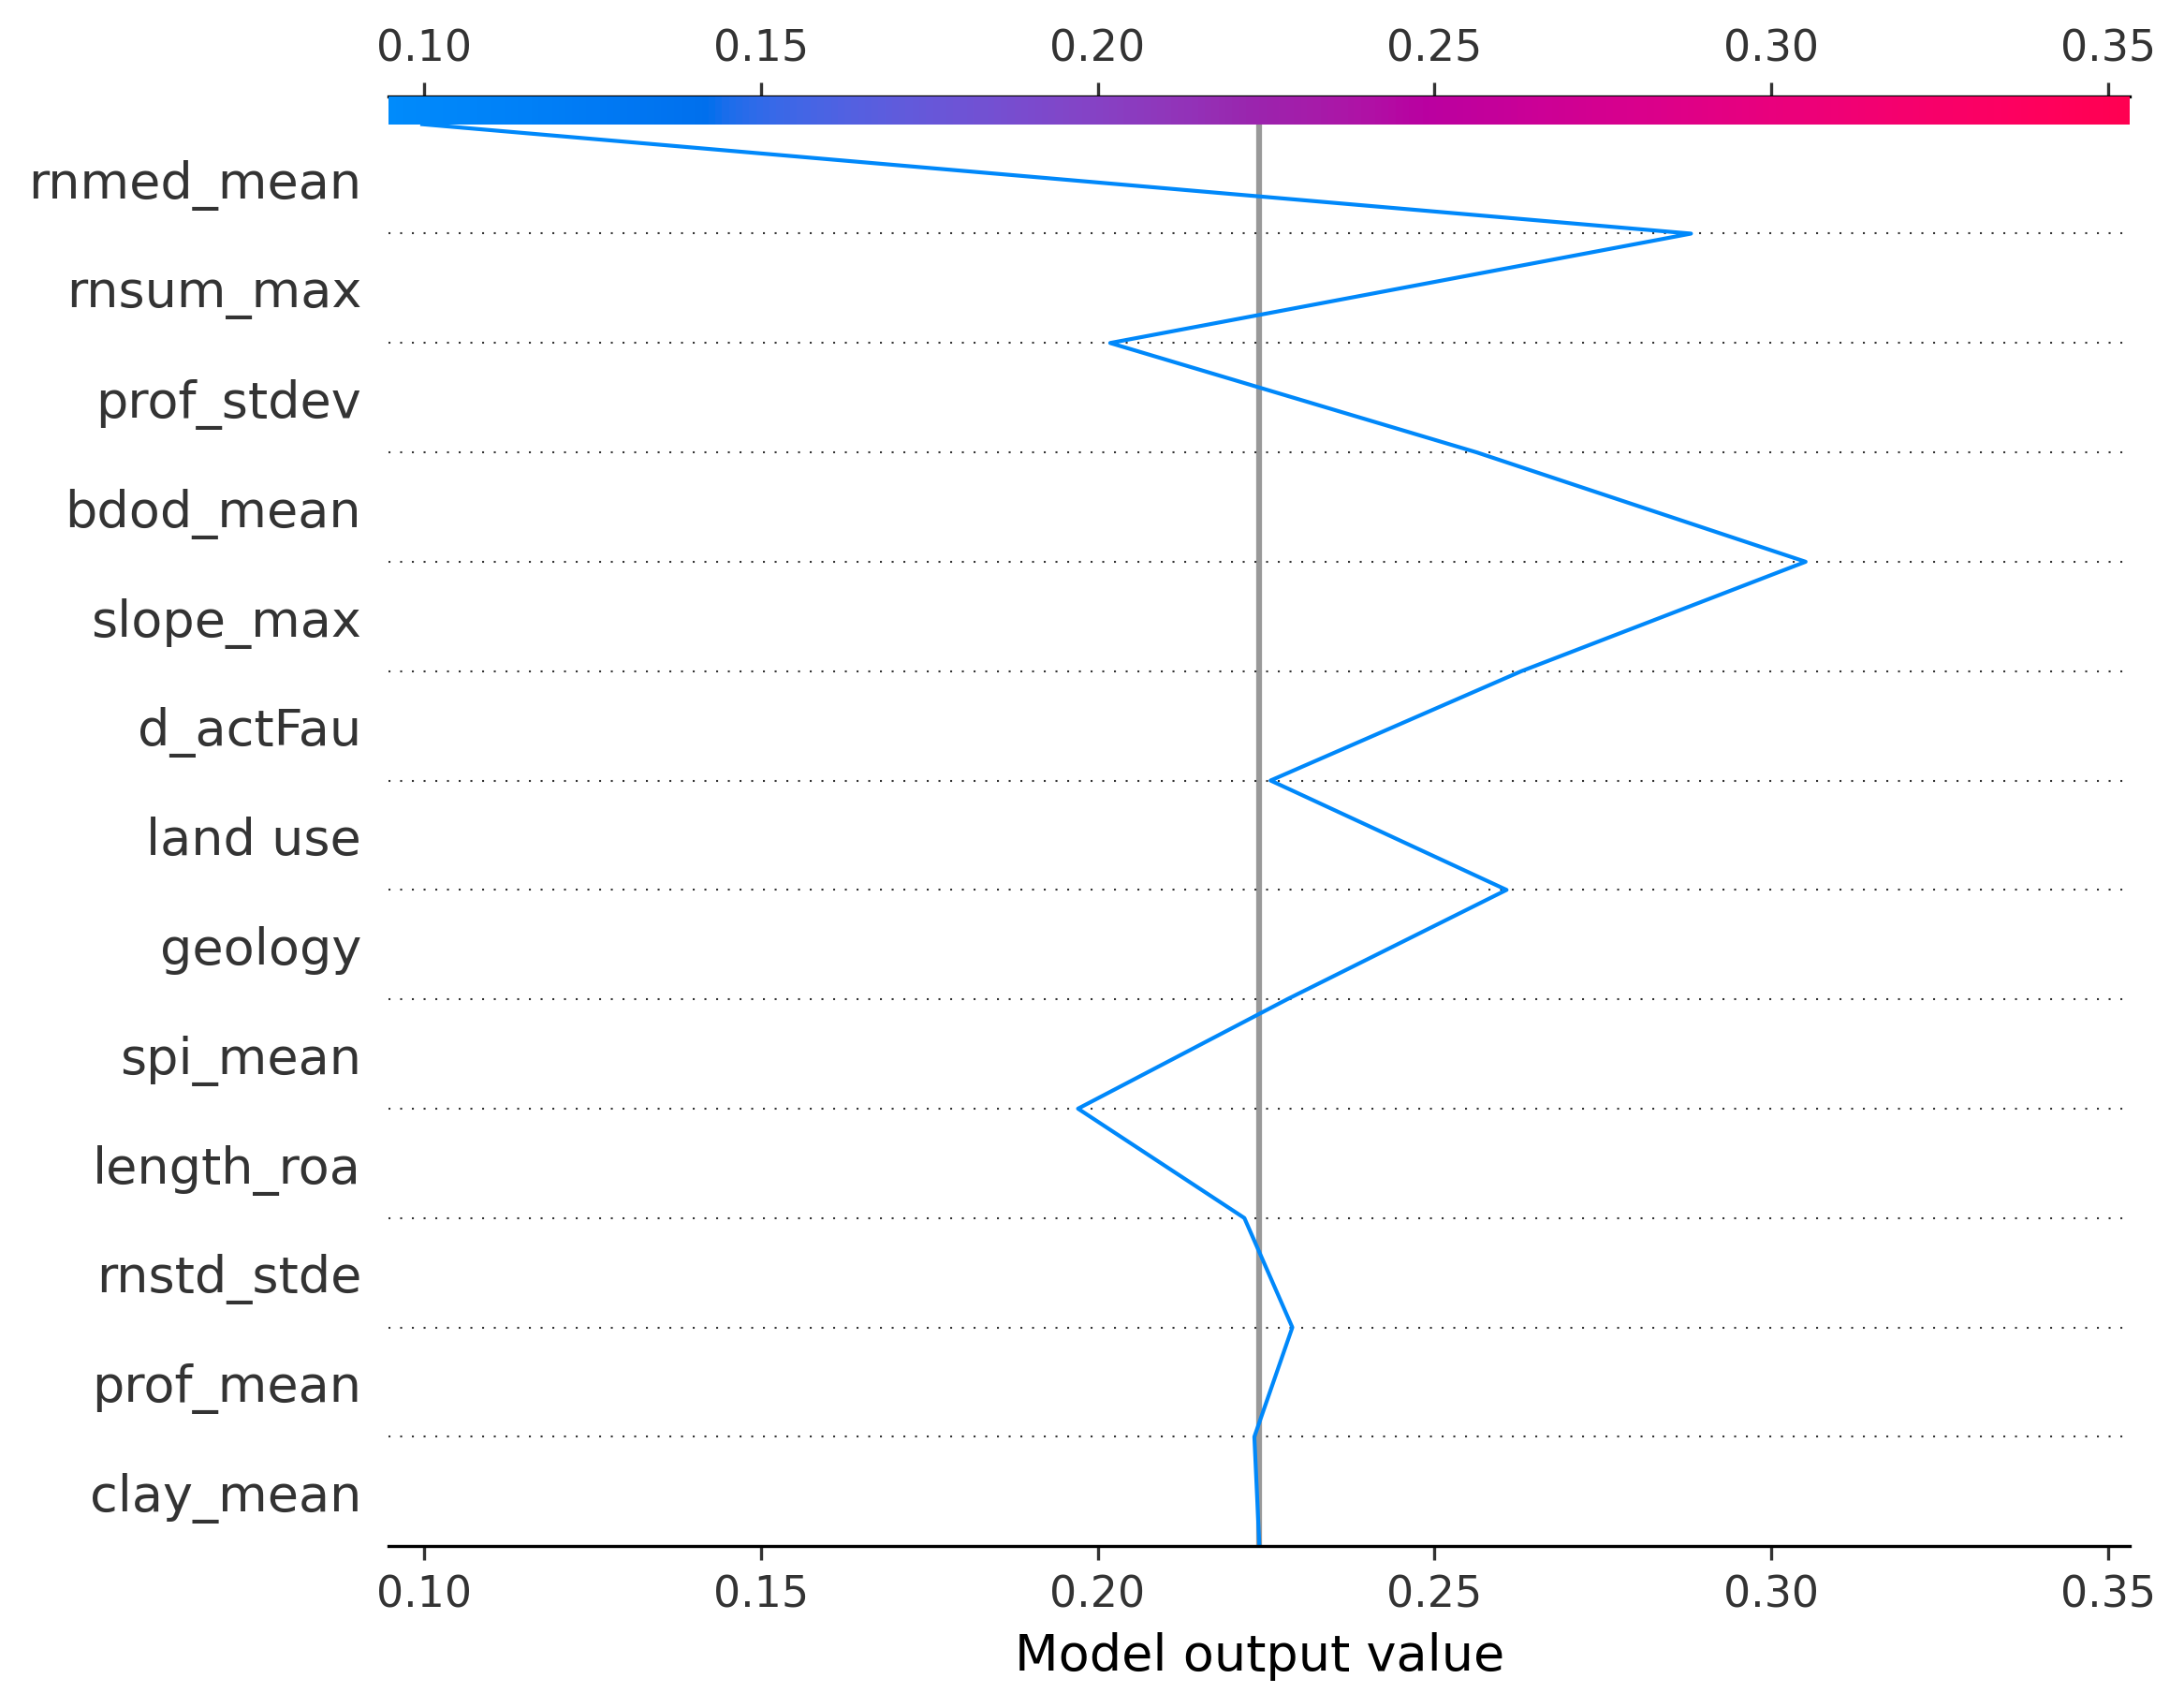 0.10 0.15 0.20 0.25 0.30 0.35
rnmed_mean
rnsum_max
prof_stdev
bdod_mean
slope_max
d_actFau
land use
geology
spi_mean
length_roa
rnstd_stde
prof_mean
clay_mean
0.10 0.15 0.20 0.25 0.30 0.35
Model output value